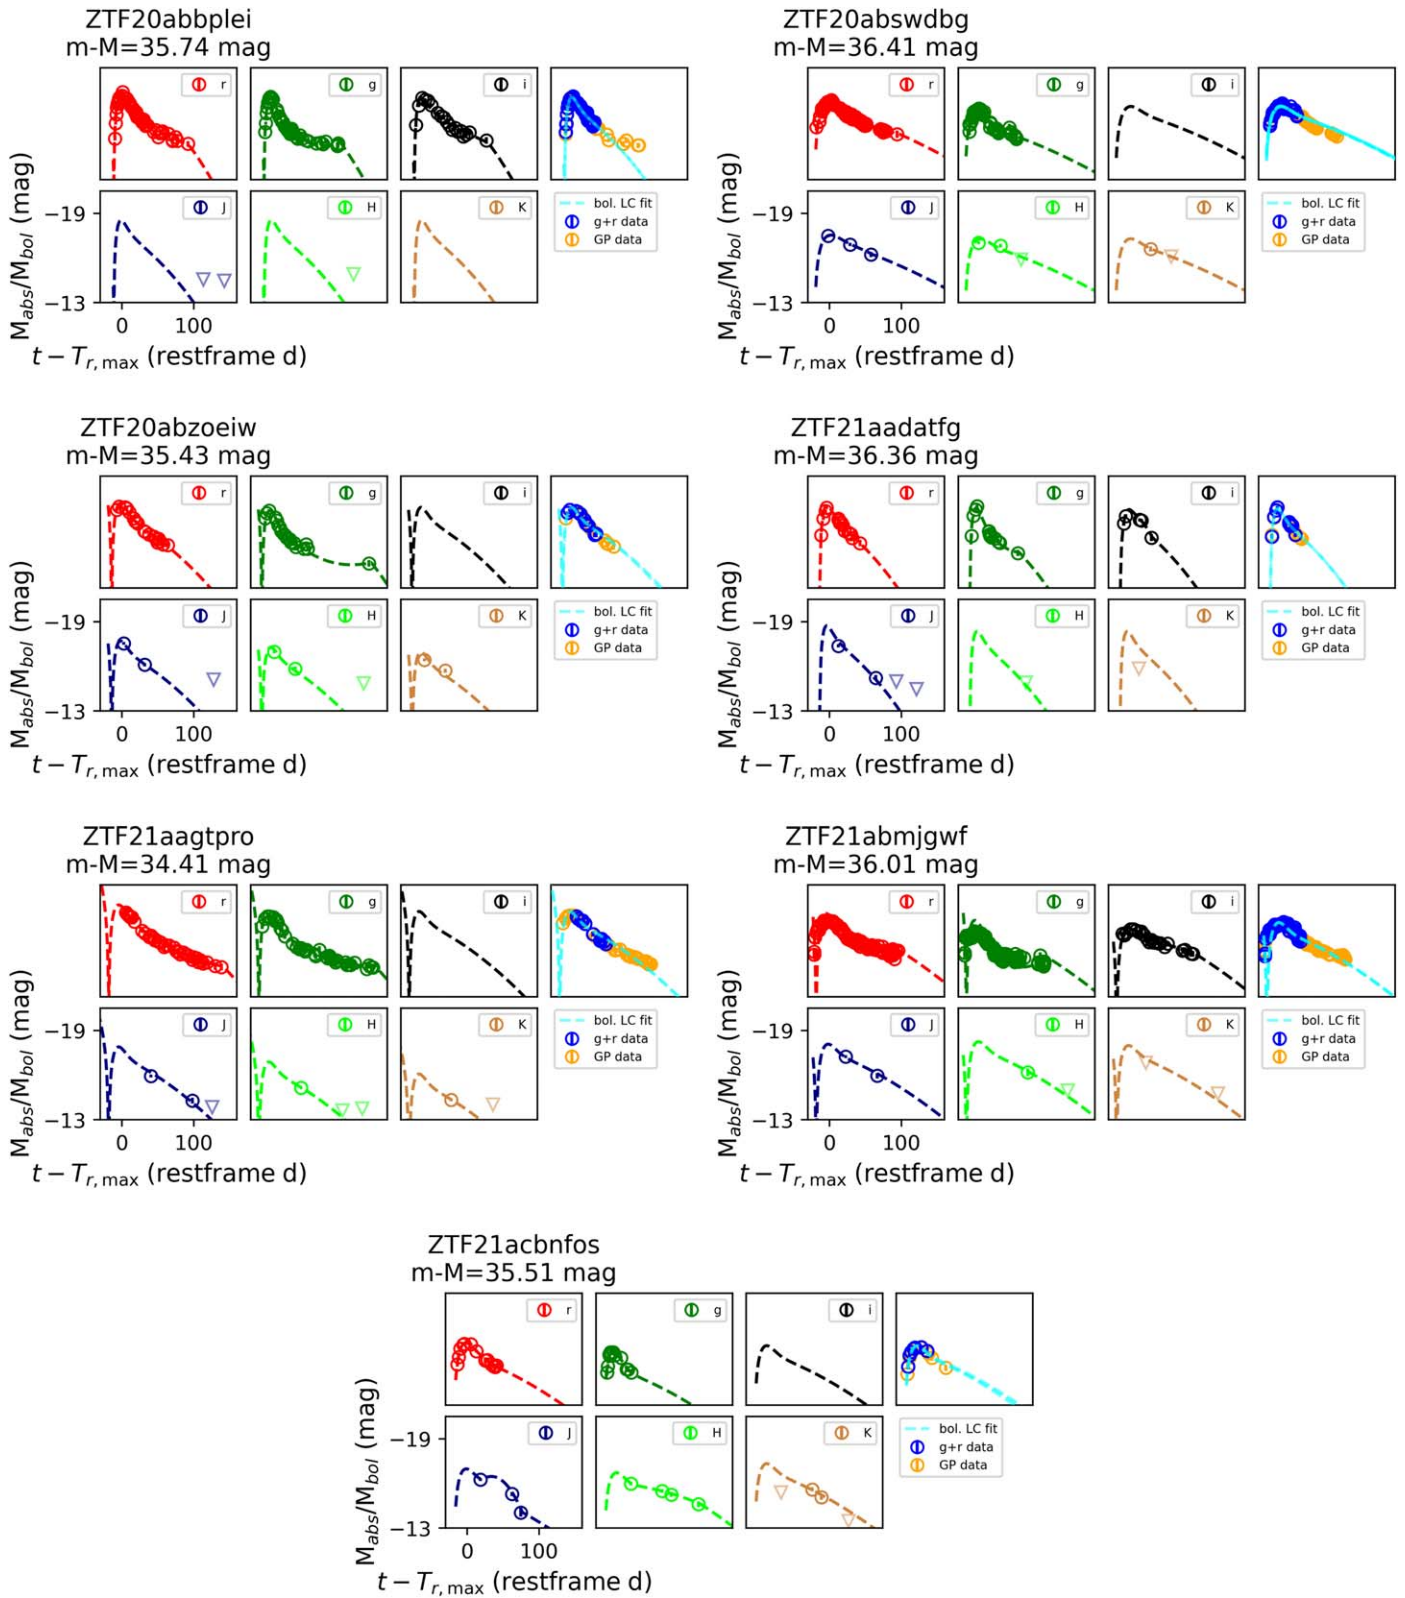 ZTF20abbplei
m-M=35.74 mag
r
g
i
M_abs/M_bol (mag)
−19
−13
J
H
K
bol. LC fit
g+r data
GP data
0
100
t − T_r,max (restframe d)
ZTF20abswdbg
m-M=36.41 mag
r
g
i
M_abs/M_bol (mag)
−19
−13
J
H
K
bol. LC fit
g+r data
GP data
0
100
t − T_r,max (restframe d)
ZTF20abzoeiw
m-M=35.43 mag
r
g
i
M_abs/M_bol (mag)
−19
−13
J
H
K
bol. LC fit
g+r data
GP data
0
100
t − T_r,max (restframe d)
ZTF21aadatfg
m-M=36.36 mag
r
g
i
M_abs/M_bol (mag)
−19
−13
J
H
K
bol. LC fit
g+r data
GP data
0
100
t − T_r,max (restframe d)
ZTF21aagtpro
m-M=34.41 mag
r
g
i
M_abs/M_bol (mag)
−19
−13
J
H
K
bol. LC fit
g+r data
GP data
0
100
t − T_r,max (restframe d)
ZTF21abmjgwf
m-M=36.01 mag
r
g
i
M_abs/M_bol (mag)
−19
−13
J
H
K
bol. LC fit
g+r data
GP data
0
100
t − T_r,max (restframe d)
ZTF21acbnfos
m-M=35.51 mag
r
g
i
M_abs/M_bol (mag)
−19
−13
J
H
K
bol. LC fit
g+r data
GP data
0
100
t − T_r,max (restframe d)